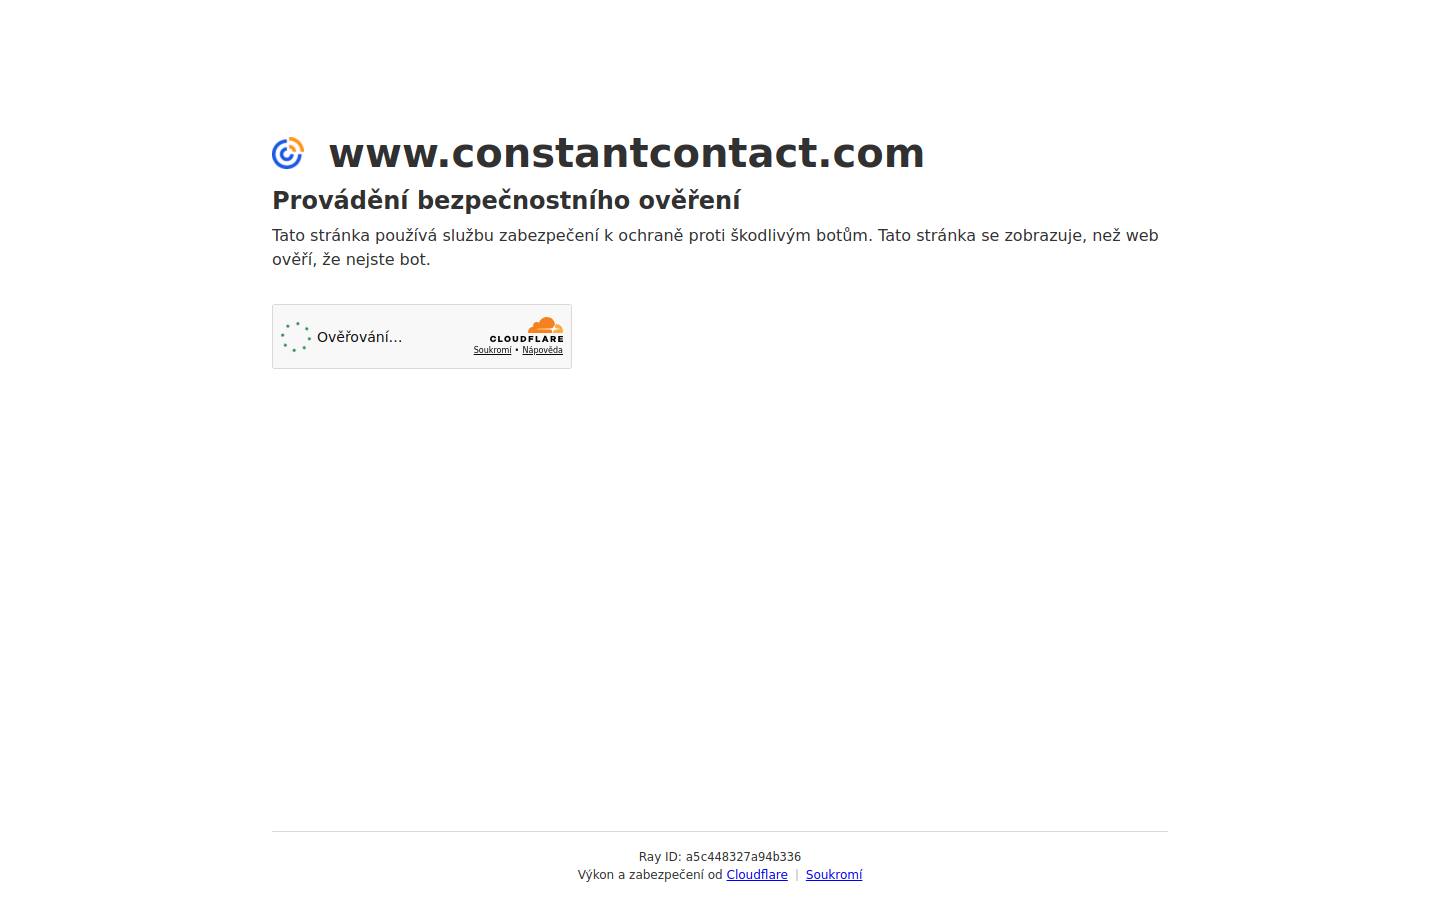 www.constantcontact.com
Provádění bezpečnostního ověření
Tato stránka používá službu zabezpečení k ochraně proti škodlivým botům. Tato stránka se zobrazuje, než web
ověří, že nejste bot.
Ověřování...
CLOUDFLARE
Soukromí • Nápověda
Ray ID: a5c448327a94b336
Výkon a zabezpečení od Cloudflare | Soukromí